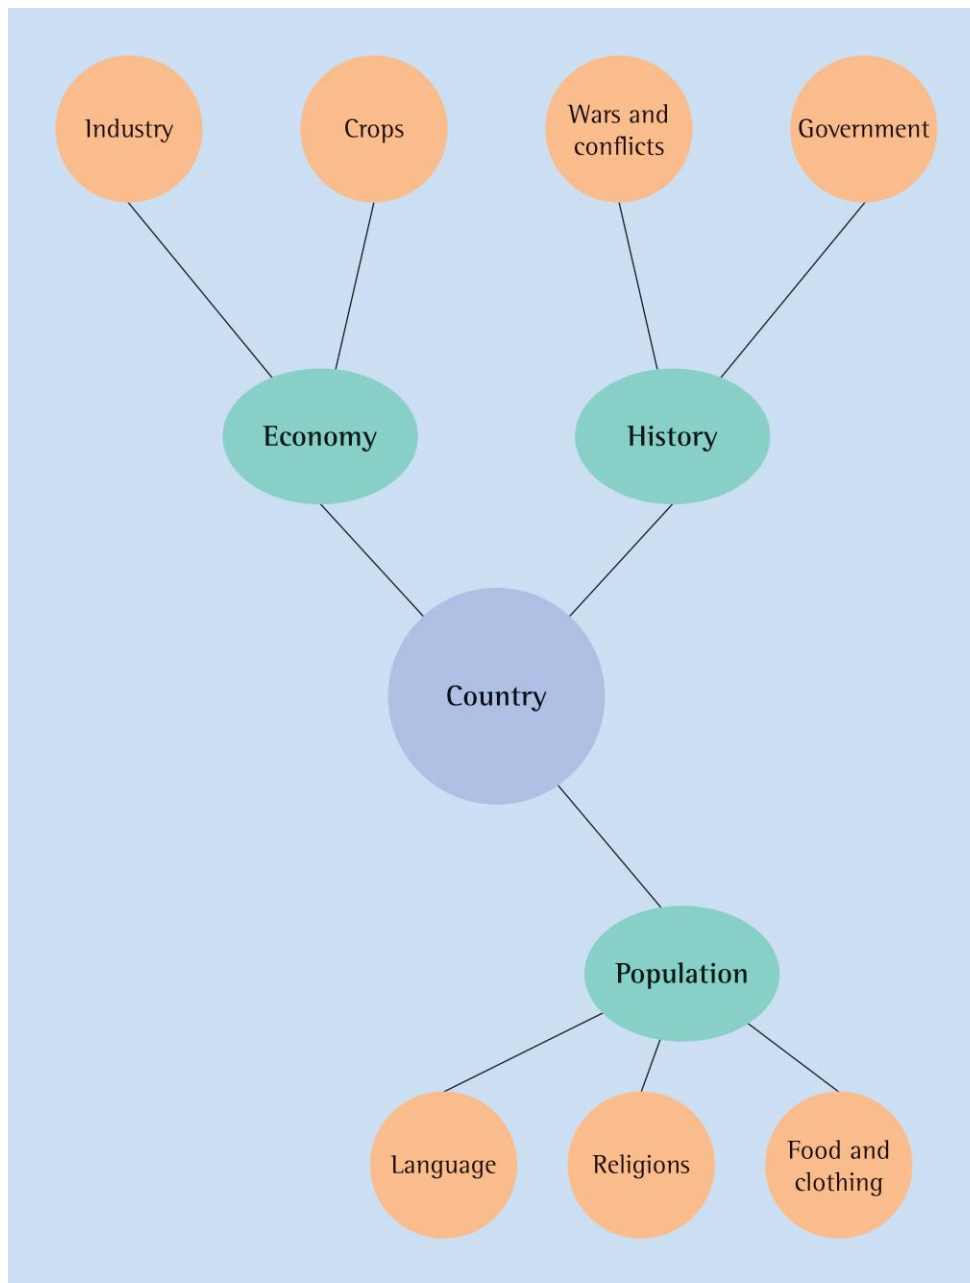 Industry
Crops
Wars and
conflicts
Government
Economy
History
Country
Population
Language
Religions
Food and
clothing